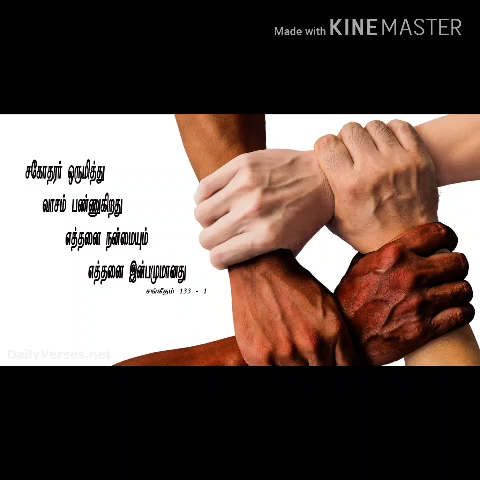 Made with KINEMASTER
சகோதரர் ஒருமித்து
வாசம் பண்ணுகிறது
எத்தனை நன்மையும்
எத்தனை இன்பமுமானது
சங்கீதம் 133 - 1
DailyVerses.net